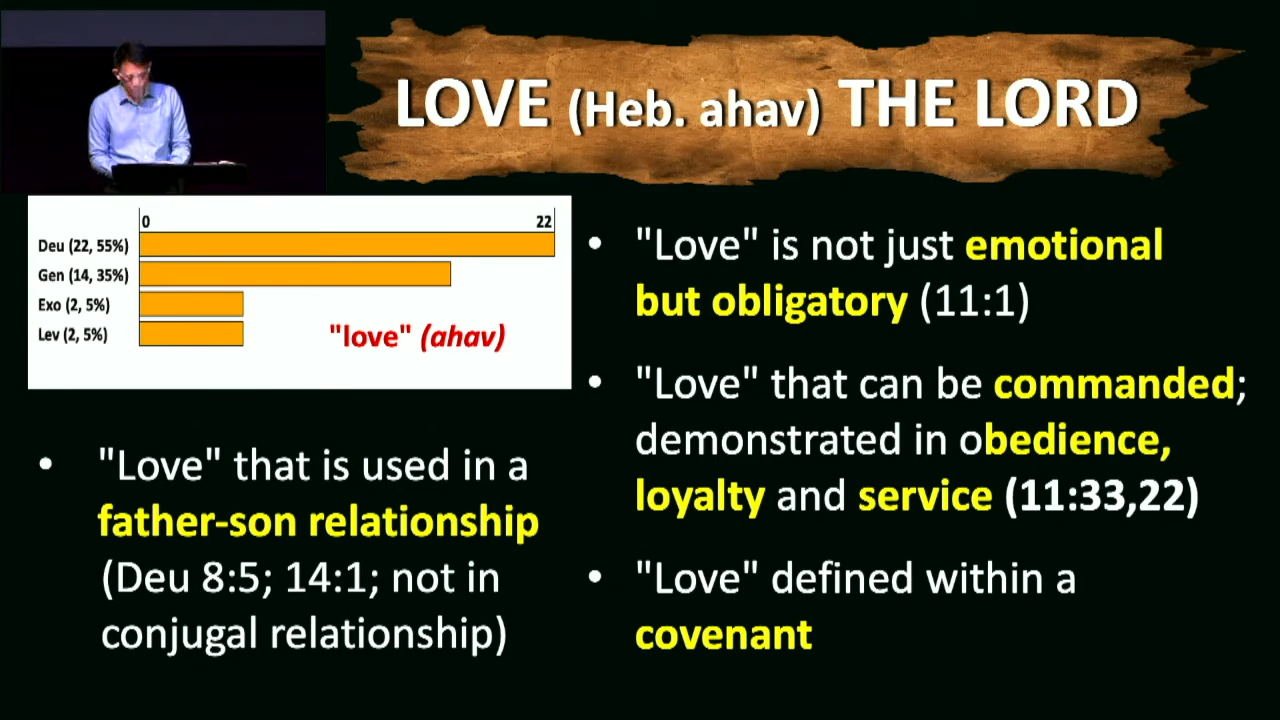 LOVE (Heb. ahav) THE LORD
0 22
Deu (22, 55%)
Gen (14, 35%)
Exo (2, 5%)
Lev (2, 5%)
"love" (ahav)
• "Love" that is used in a
father-son relationship
(Deu 8:5; 14:1; not in
conjugal relationship)
• "Love" is not just emotional
but obligatory (11:1)
• "Love" that can be commanded;
demonstrated in obedience,
loyalty and service (11:33,22)
• "Love" defined within a
covenant